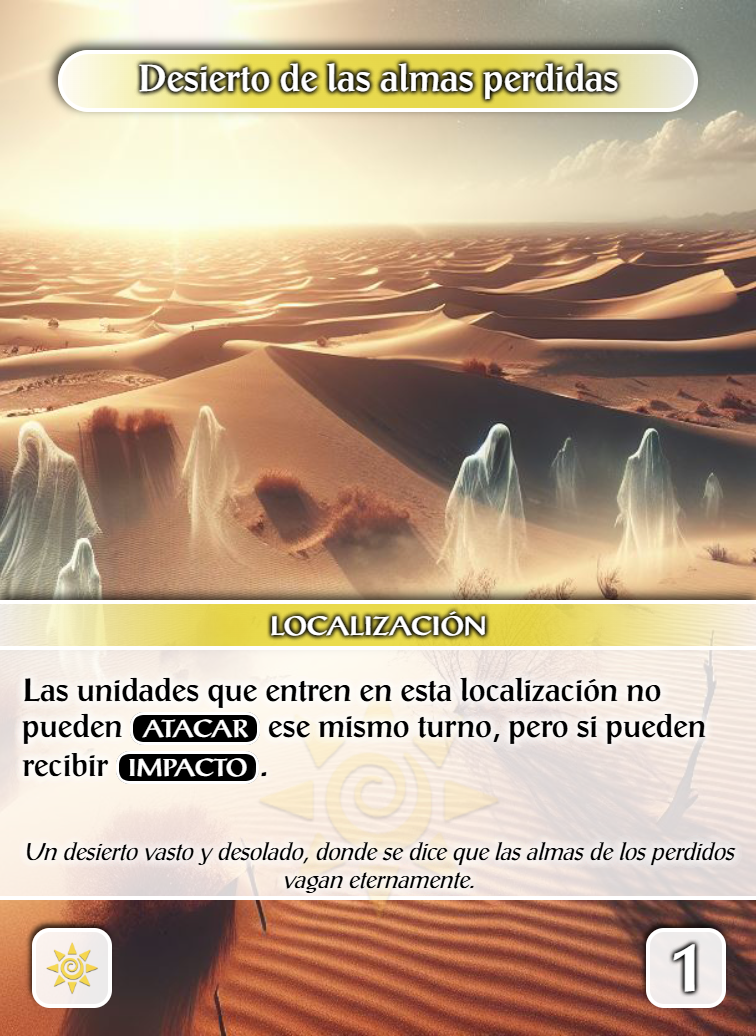 Desierto de las almas perdidas
LOCALIZACIÓN
Las unidades que entren en esta localización no
pueden ATACAR ese mismo turno, pero si pueden
recibir IMPACTO.
Un desierto vasto y desolado, donde se dice que las almas de los perdidos
vagan eternamente.
1